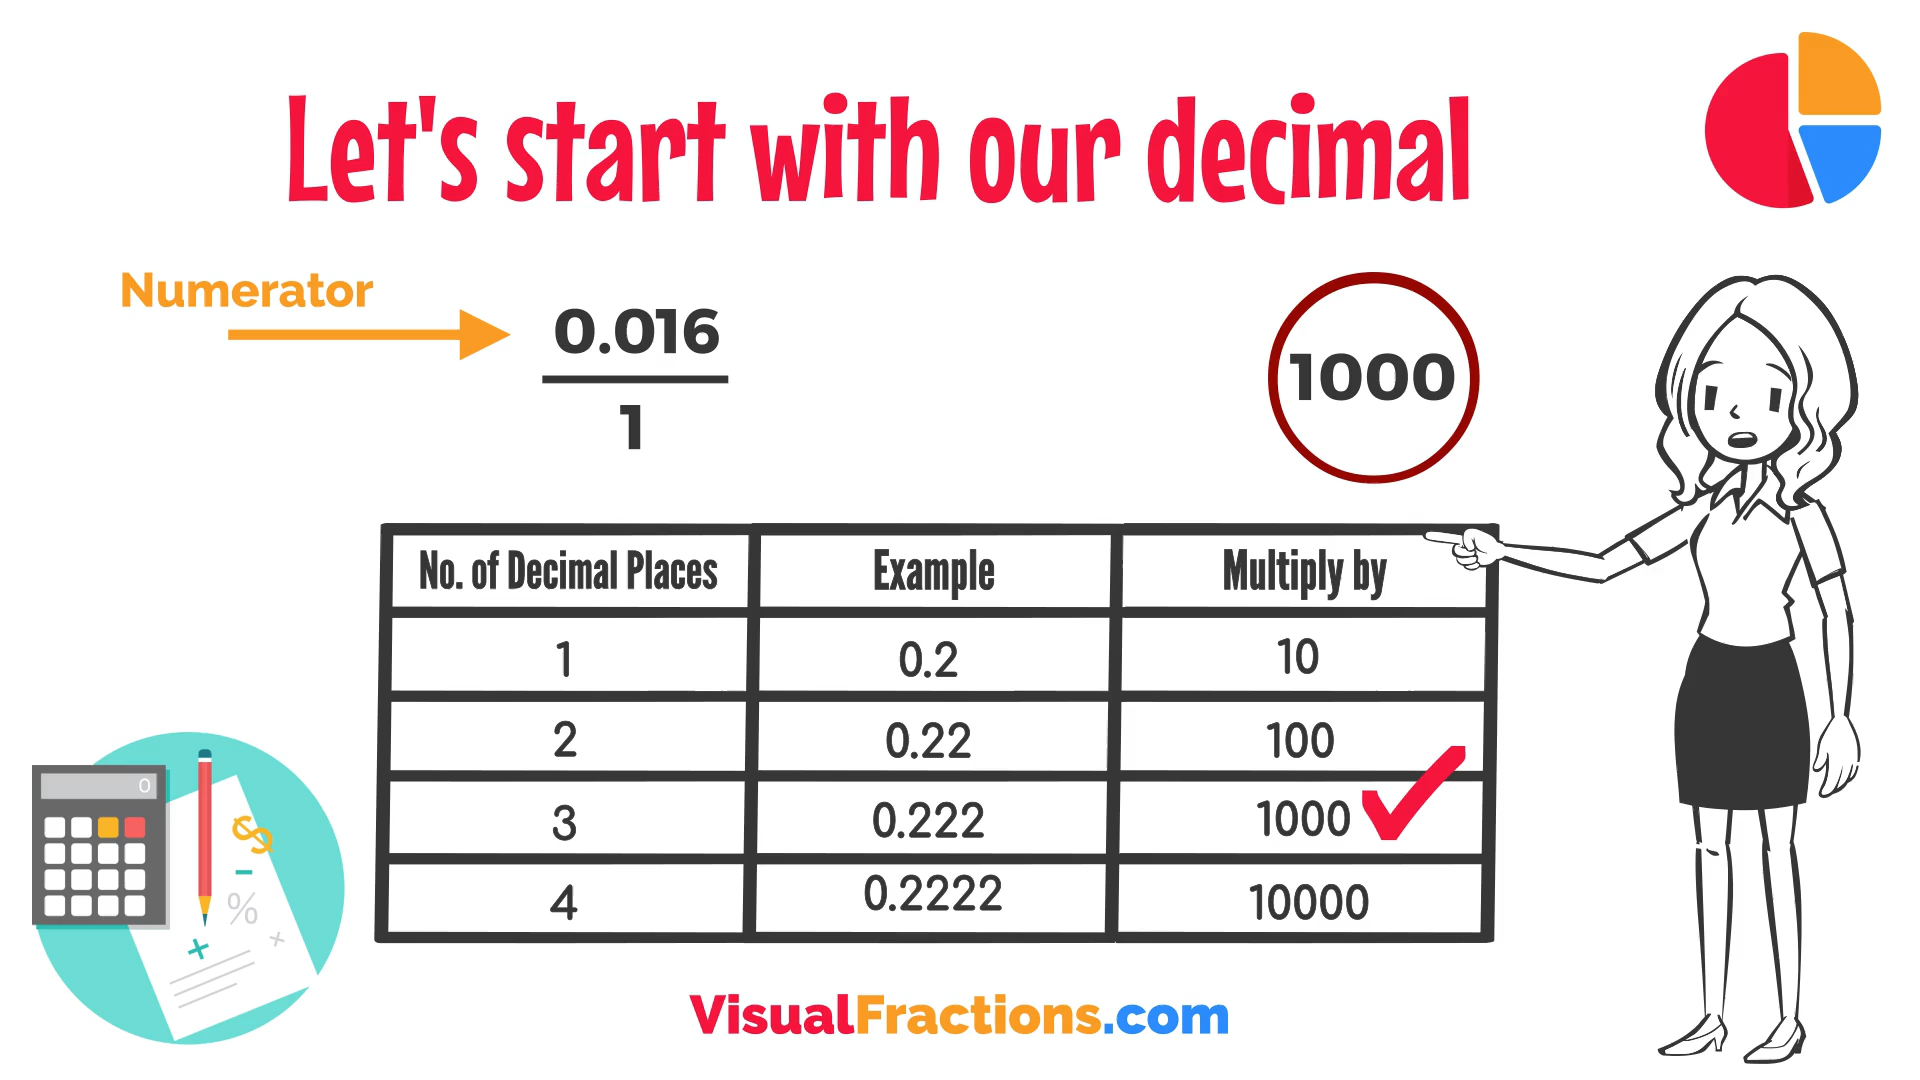 Let's start with our decimal
Numerator
0.016
1
1000
No. of Decimal Places Example Multiply by
1 0.2 10
2 0.22 100
3 0.222 1000
4 0.2222 10000
0
$
-
%
+
×
VisualFractions.com